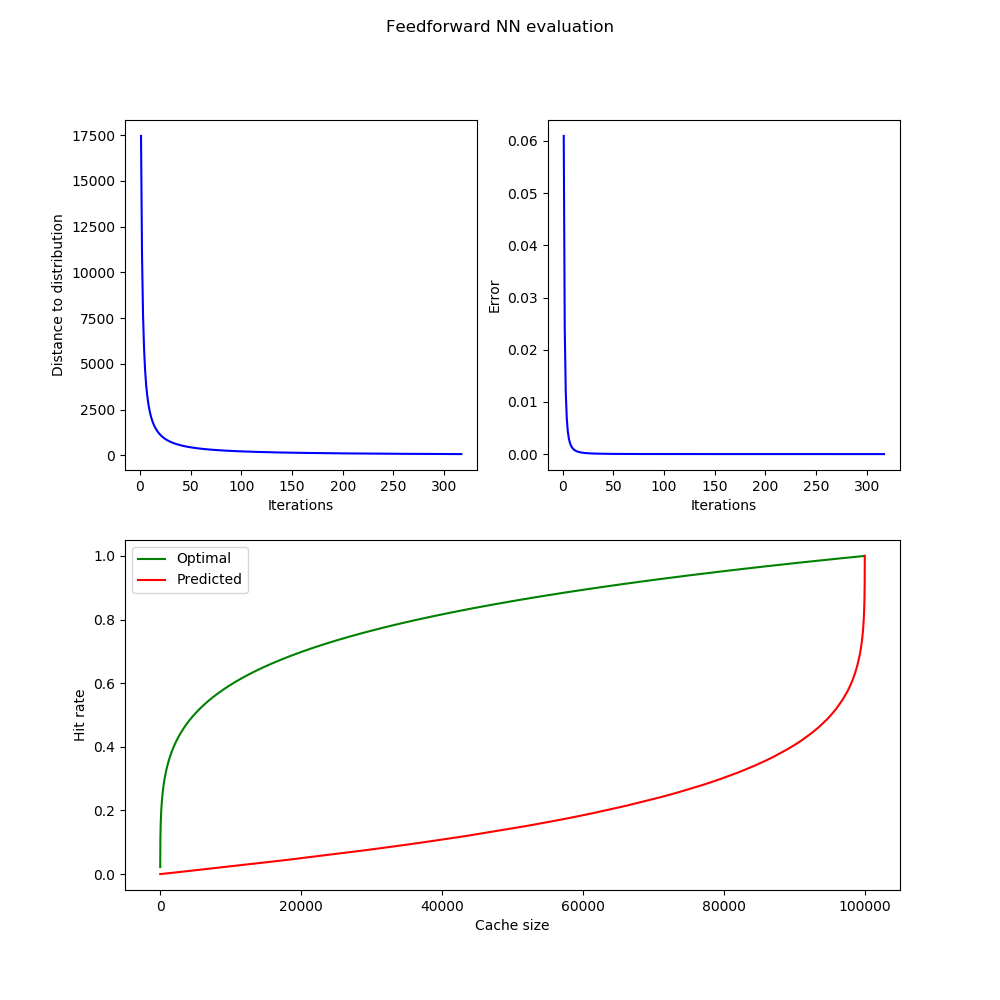 Feedforward NN evaluation
17500
15000
12500
10000
7500
5000
2500
0
Distance to distribution
0 50 100 150 200 250 300
Iterations
0.06
0.05
0.04
0.03
0.02
0.01
0.00
Error
0 50 100 150 200 250 300
Iterations
Optimal
Predicted
1.0
0.8
0.6
0.4
0.2
0.0
Hit rate
0 20000 40000 60000 80000 100000
Cache size